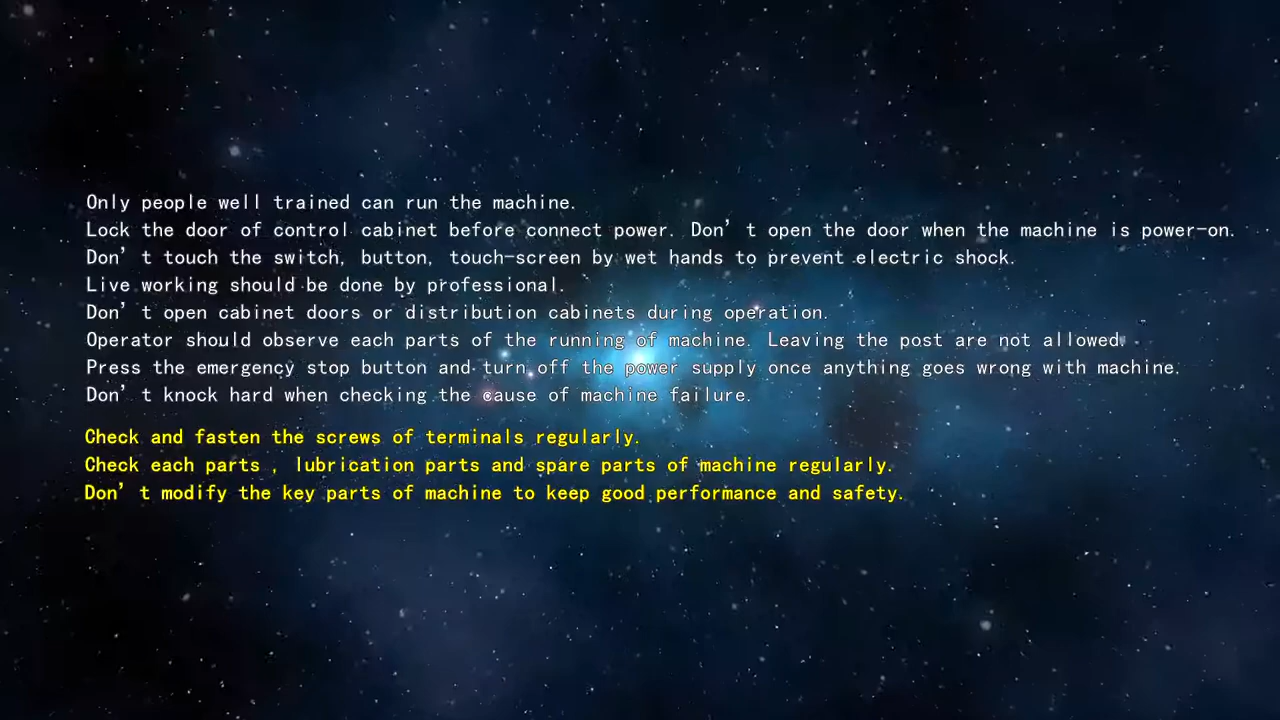 Only people well trained can run the machine.
Lock the door of control cabinet before connect power. Don’t open the door when the machine is power-on.
Don’t touch the switch, button, touch-screen by wet hands to prevent electric shock.
Live working should be done by professional.
Don’t open cabinet doors or distribution cabinets during operation.
Operator should observe each parts of the running of machine. Leaving the post are not allowed.
Press the emergency stop button and turn off the power supply once anything goes wrong with machine.
Don’t knock hard when checking the cause of machine failure.
Check and fasten the screws of terminals regularly.
Check each parts , lubrication parts and spare parts of machine regularly.
Don’t modify the key parts of machine to keep good performance and safety.